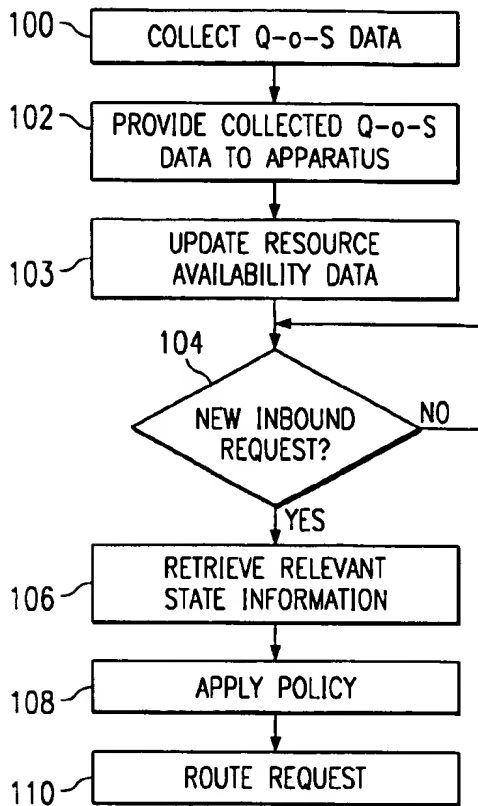 100
COLLECT Q-o-S DATA
102
PROVIDE COLLECTED Q-o-S
DATA TO APPARATUS
103
UPDATE RESOURCE
AVAILABILITY DATA
104
NEW INBOUND
REQUEST?
NO
YES
106
RETRIEVE RELEVANT
STATE INFORMATION
108
APPLY POLICY
110
ROUTE REQUEST